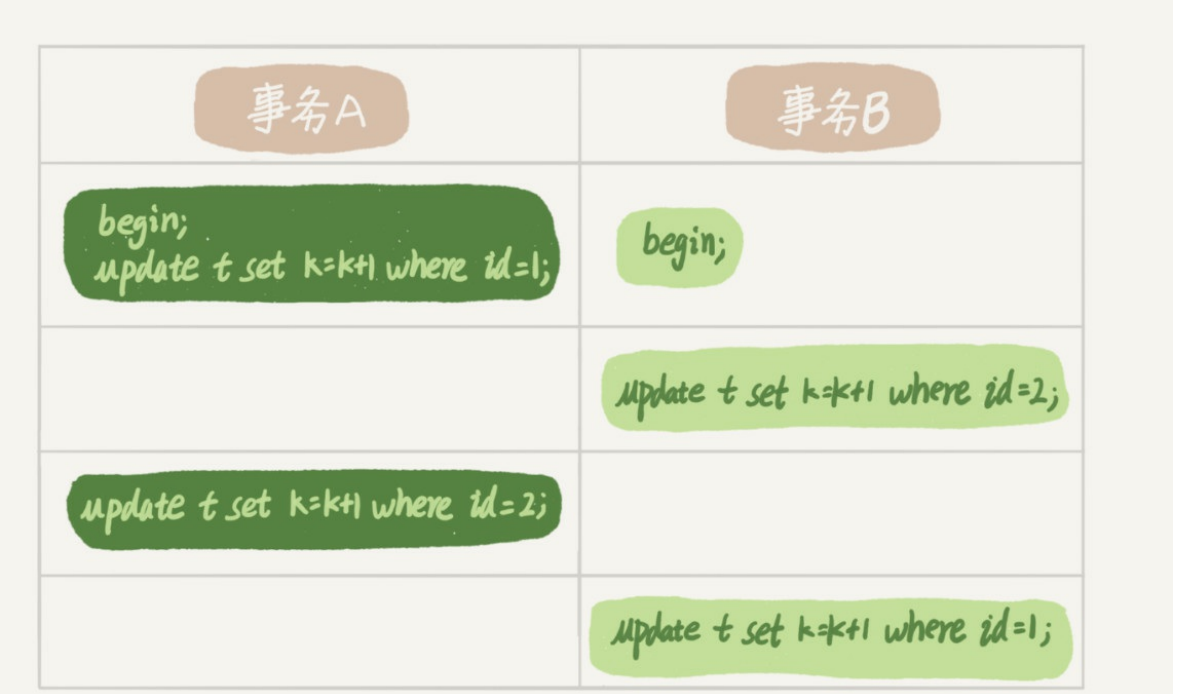 事务A
事务B
begin;
update t set k=k+1 where id=1;
begin;
update t set k=k+1 where id=2;
update t set k=k+1 where id=2;
update t set k=k+1 where id=1;